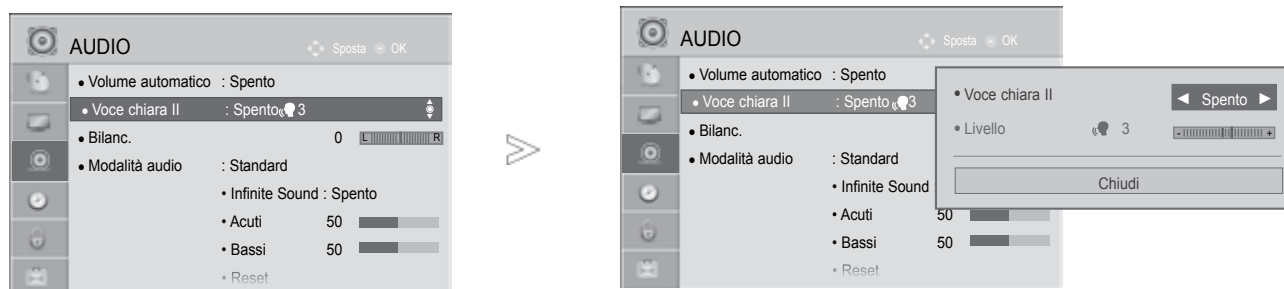 AUDIO
Sposta OK
• Volume automatico : Spento
• Voce chiara II : Spento 3
• Bilanc. 0 L R
• Modalità audio : Standard
• Infinite Sound : Spento
• Acuti 50
• Bassi 50
• Reset
AUDIO
Sposta OK
• Volume automatico : Spento
• Voce chiara II : Spento 3
• Bilanc.
• Modalità audio : Standard
• Infinite Sound :
• Acuti 50
• Bassi 50
• Reset
• Voce chiara II ◄ Spento ►
• Livello 3 - +
Chiudi